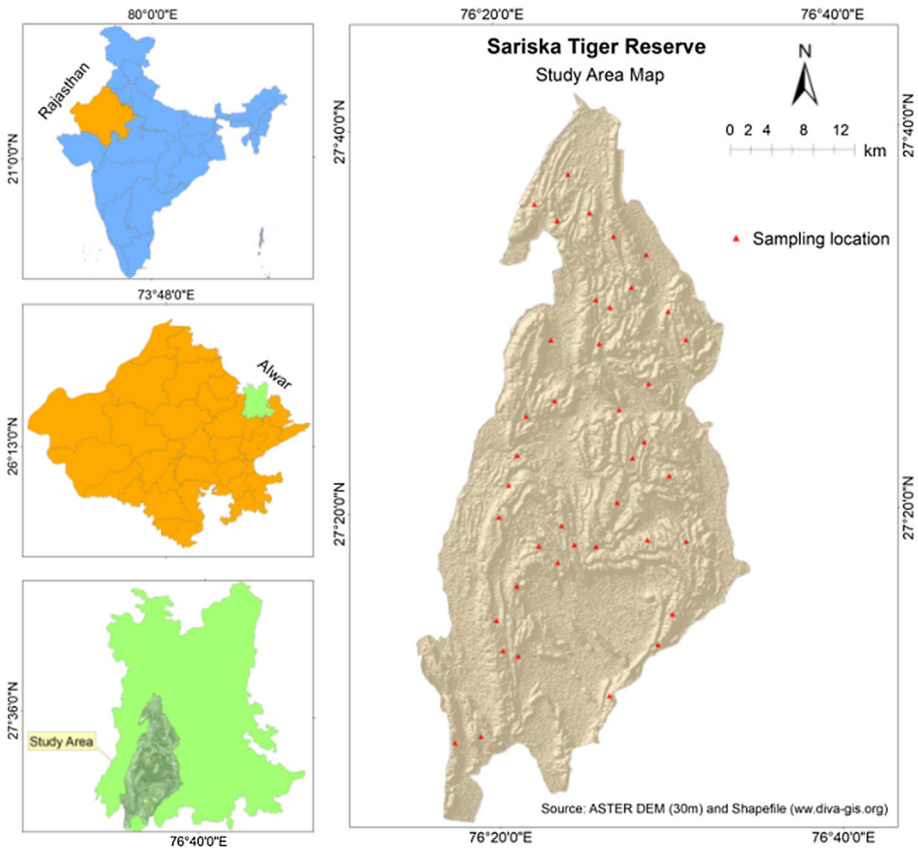 80°0'0"E
Rajasthan
21°0'0"N
73°48'0"E
Alwar
26°13'0"N
27°36'0"N
Study Area
76°40'0"E
76°20'0"E
76°40'0"E
Sariska Tiger Reserve
Study Area Map
N
0 2 4 8 12
km
Sampling location
27°40'0"N
27°40'0"N
27°20'0"N
27°20'0"N
Source: ASTER DEM (30m) and Shapefile (ww.diva-gis.org)
76°20'0"E
76°40'0"E